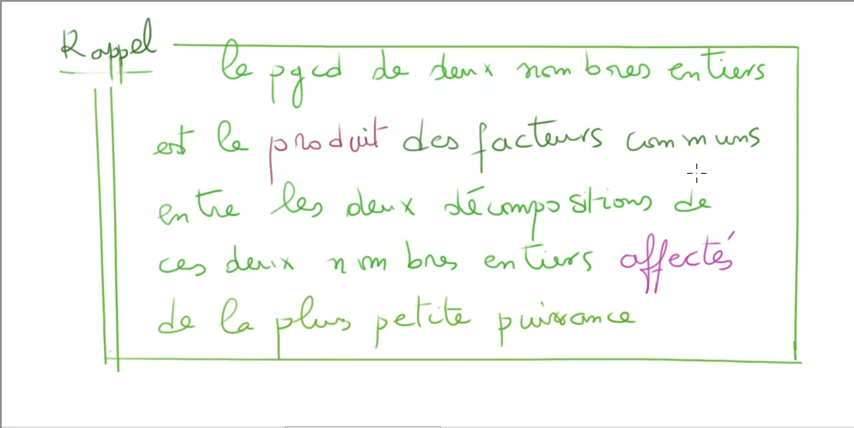 Rappel
le pgcd de deux nombres entiers
est le produit des facteurs communs
entre les deux décompositions de
ces deux nombres entiers affectés
de la plus petite puissance